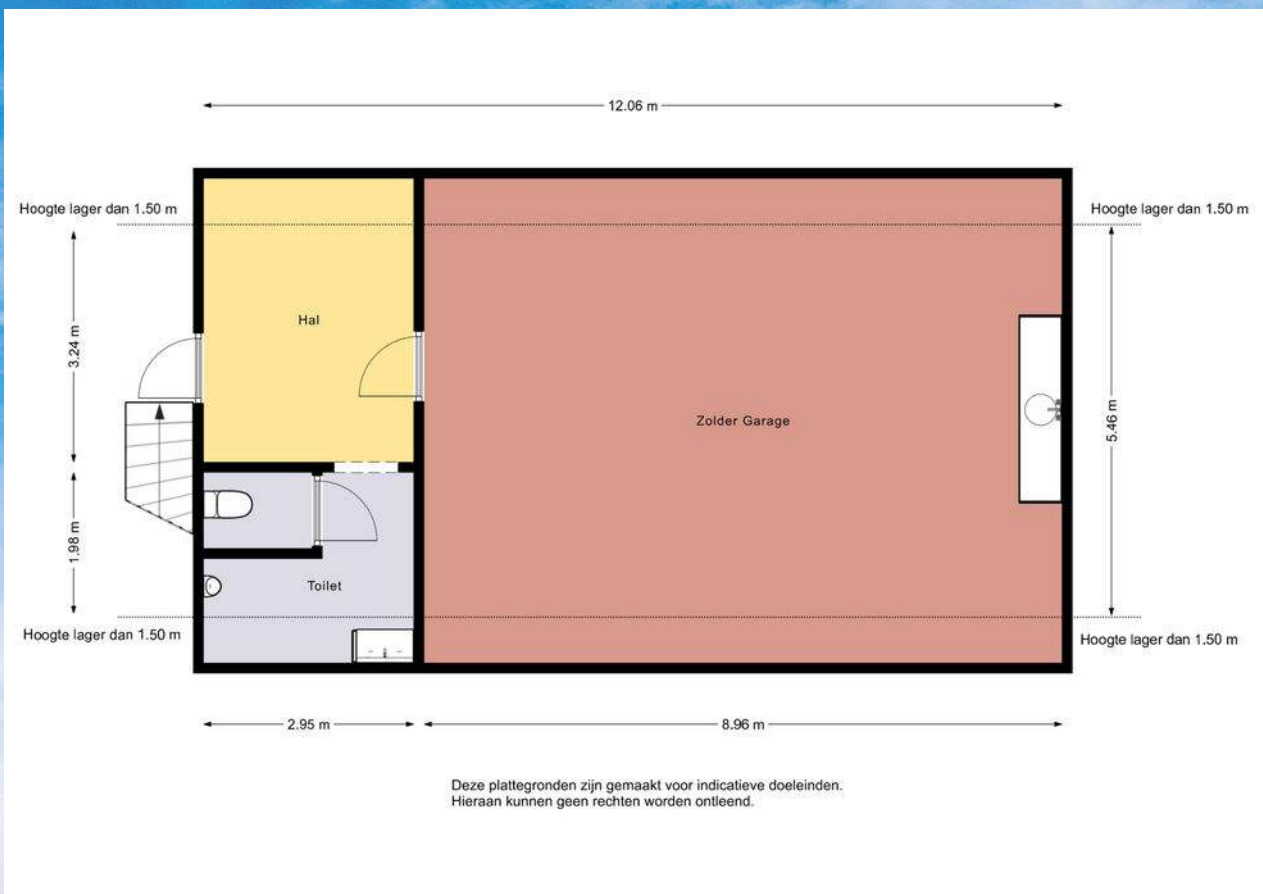 12.06 m
Hoogte lager dan 1.50 m
Hoogte lager dan 1.50 m
3.24 m
Hal
Zolder Garage
5.46 m
1.98 m
Toilet
Hoogte lager dan 1.50 m
Hoogte lager dan 1.50 m
2.95 m
8.96 m
Deze plattegronden zijn gemaakt voor indicatieve doeleinden.
Hieraan kunnen geen rechten worden ontleend.